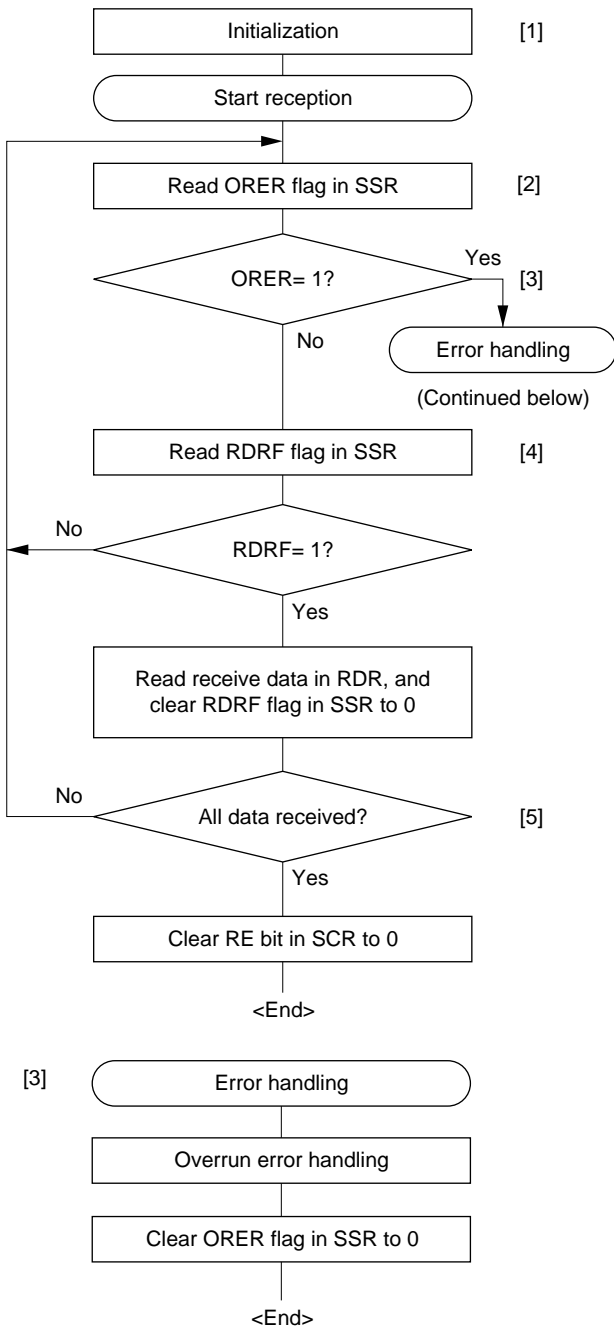 Initialization [1]
Start reception
Read ORER flag in SSR [2]
Yes
ORER= 1? [3]
No
Error handling
(Continued below)
Read RDRF flag in SSR [4]
No
RDRF= 1?
Yes
Read receive data in RDR, and
clear RDRF flag in SSR to 0
No
All data received? [5]
Yes
Clear RE bit in SCR to 0
<End>
[3] Error handling
Overrun error handling
Clear ORER flag in SSR to 0
<End>